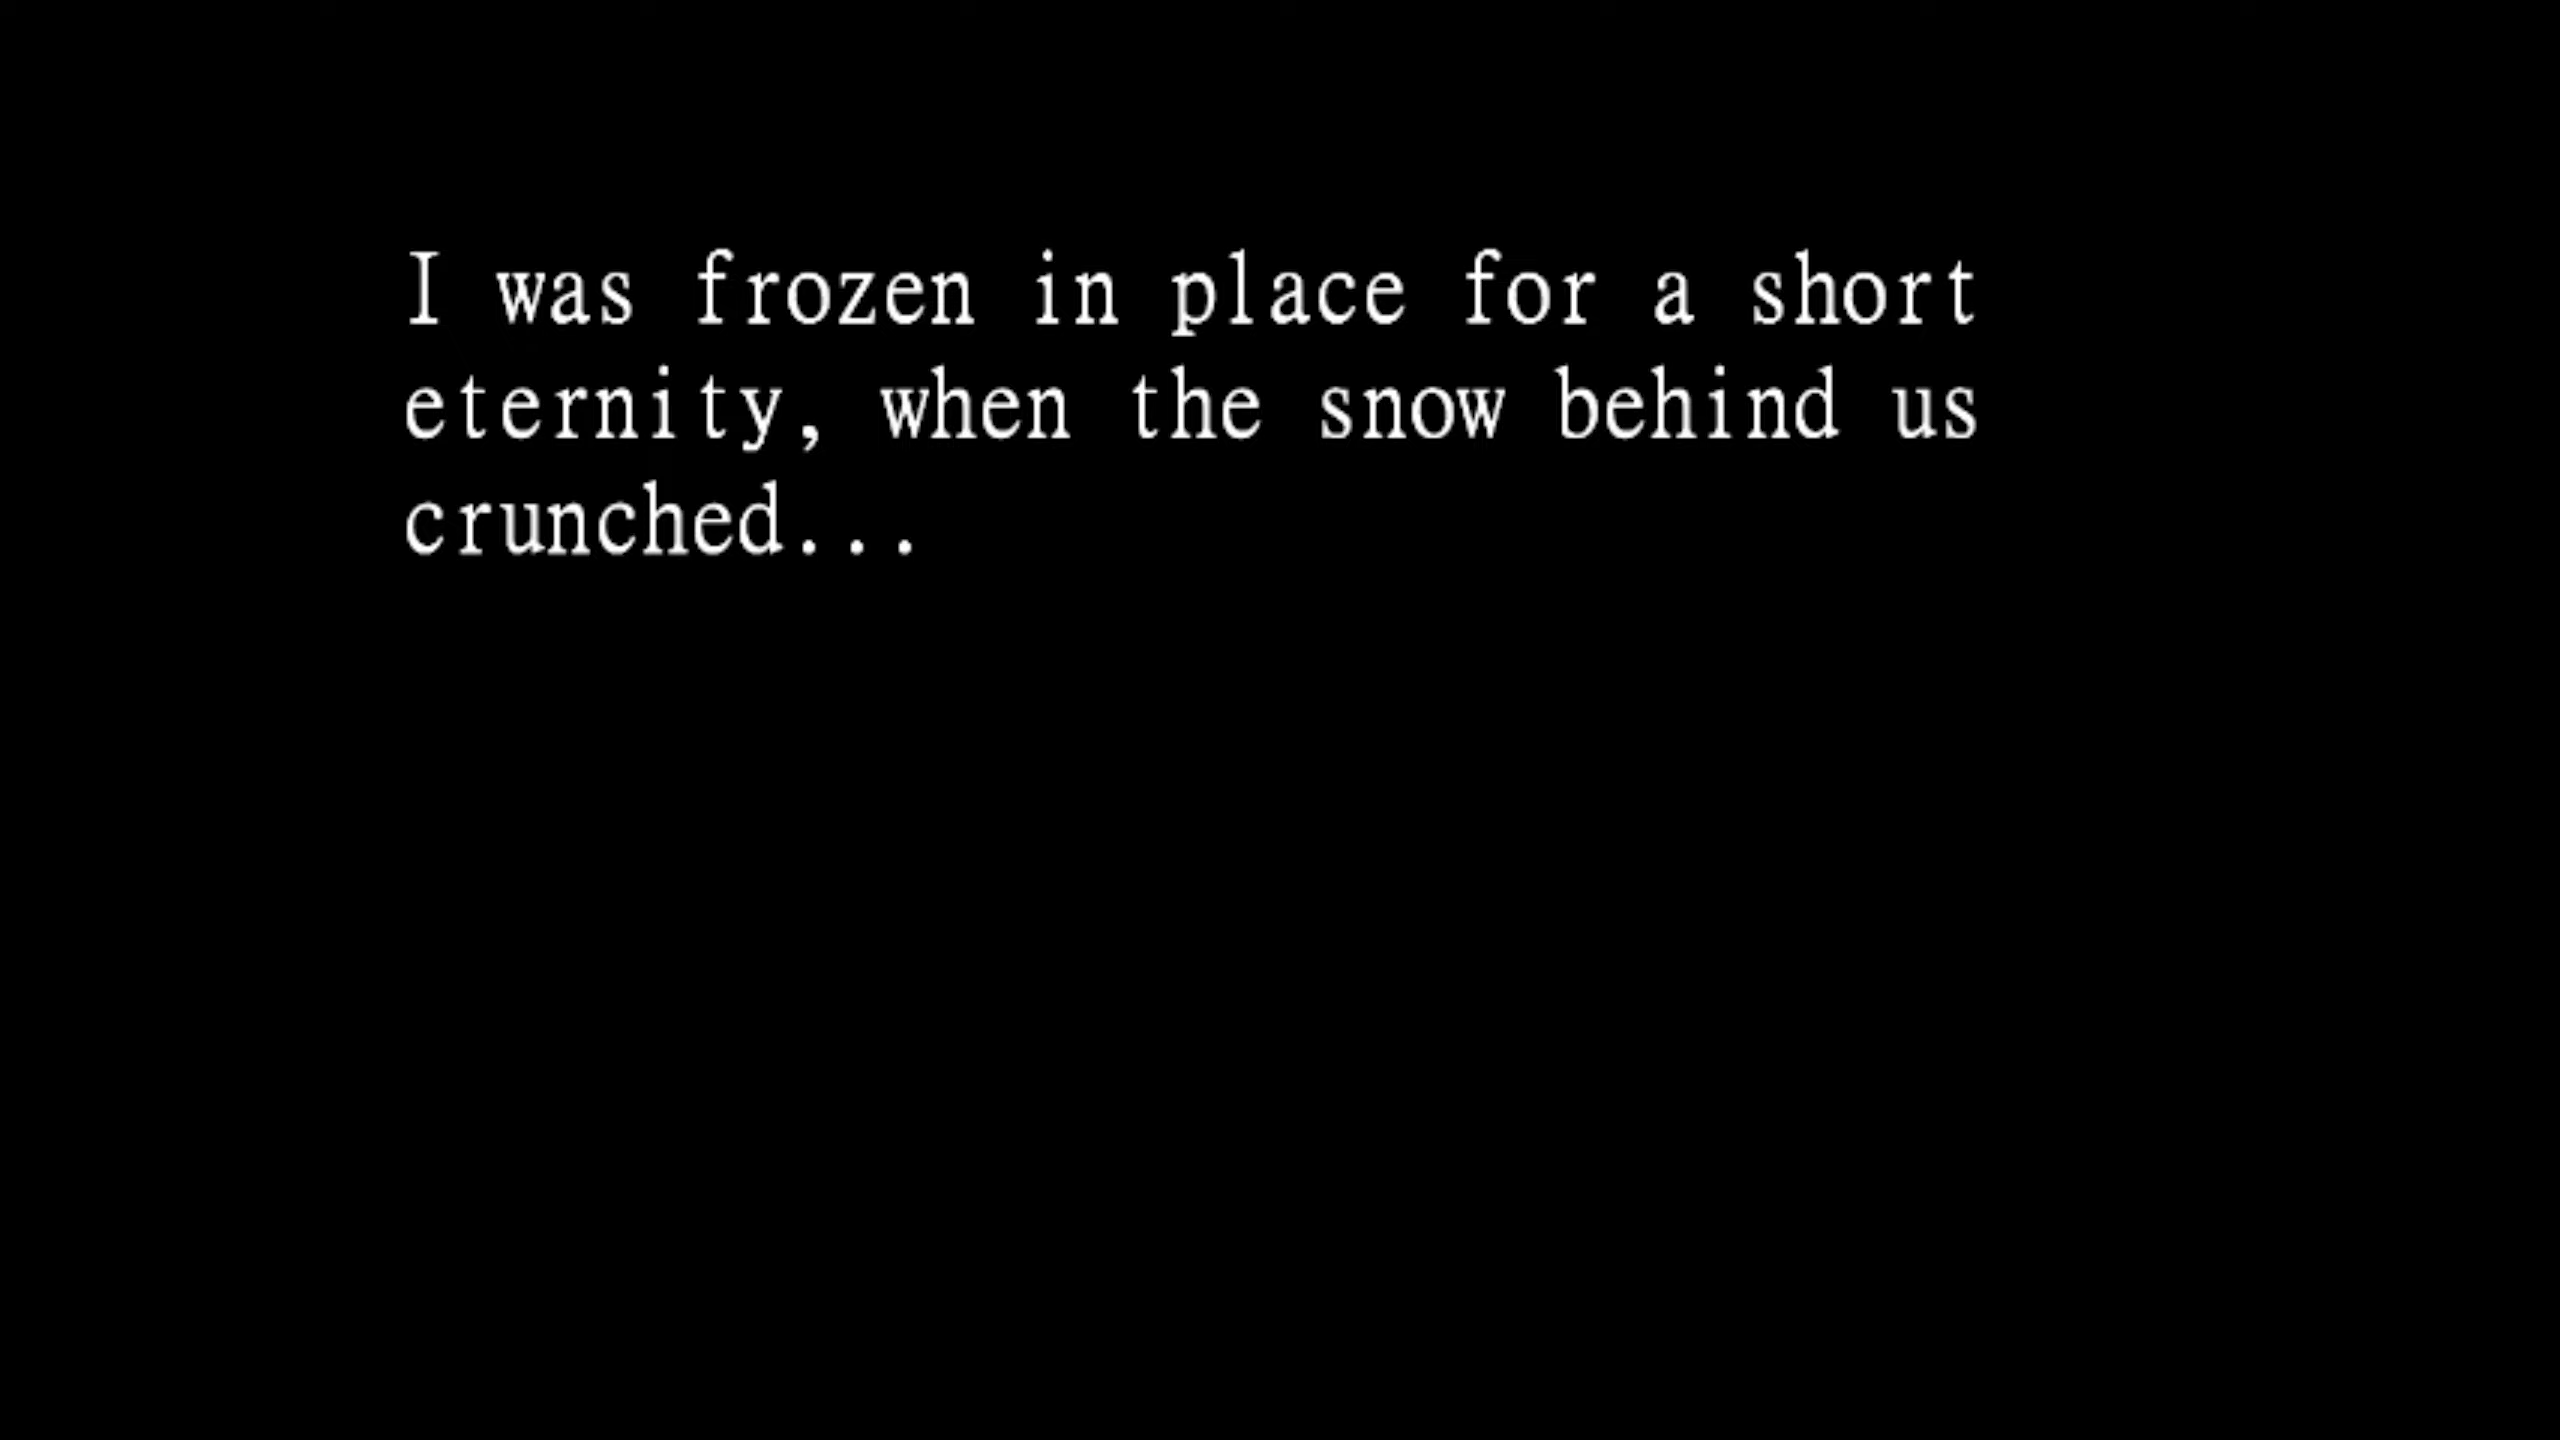 I was frozen in place for a short
eternity, when the snow behind us
crunched...